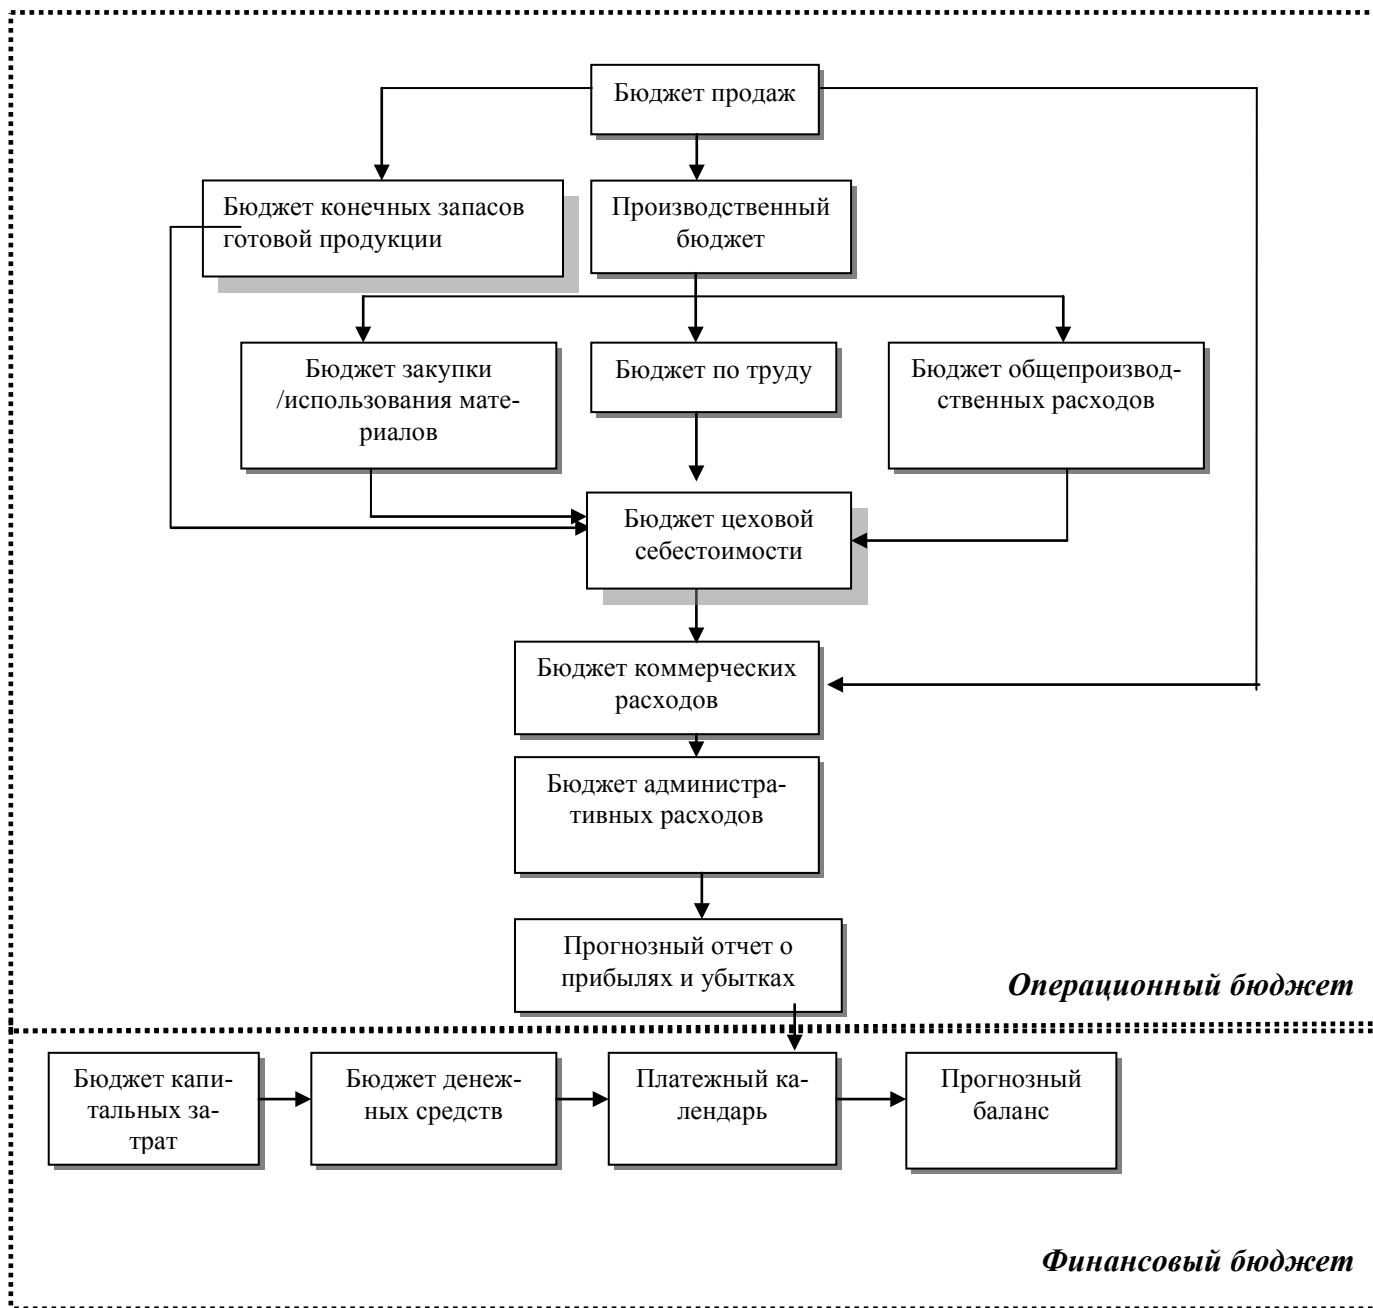 Бюджет продаж
Бюджет конечных запасов
готовой продукции
Производственный
бюджет
Бюджет закупки
/использования мате-
риалов
Бюджет по труду
Бюджет общепроизвод-
ственных расходов
Бюджет цеховой
себестоимости
Бюджет коммерческих
расходов
Бюджет администра-
тивных расходов
Прогнозный отчет о
прибылях и убытках
Операционный бюджет
Бюджет капи-
тальных за-
трат
Бюджет денеж-
ных средств
Платежный ка-
лендарь
Прогнозный
баланс
Финансовый бюджет